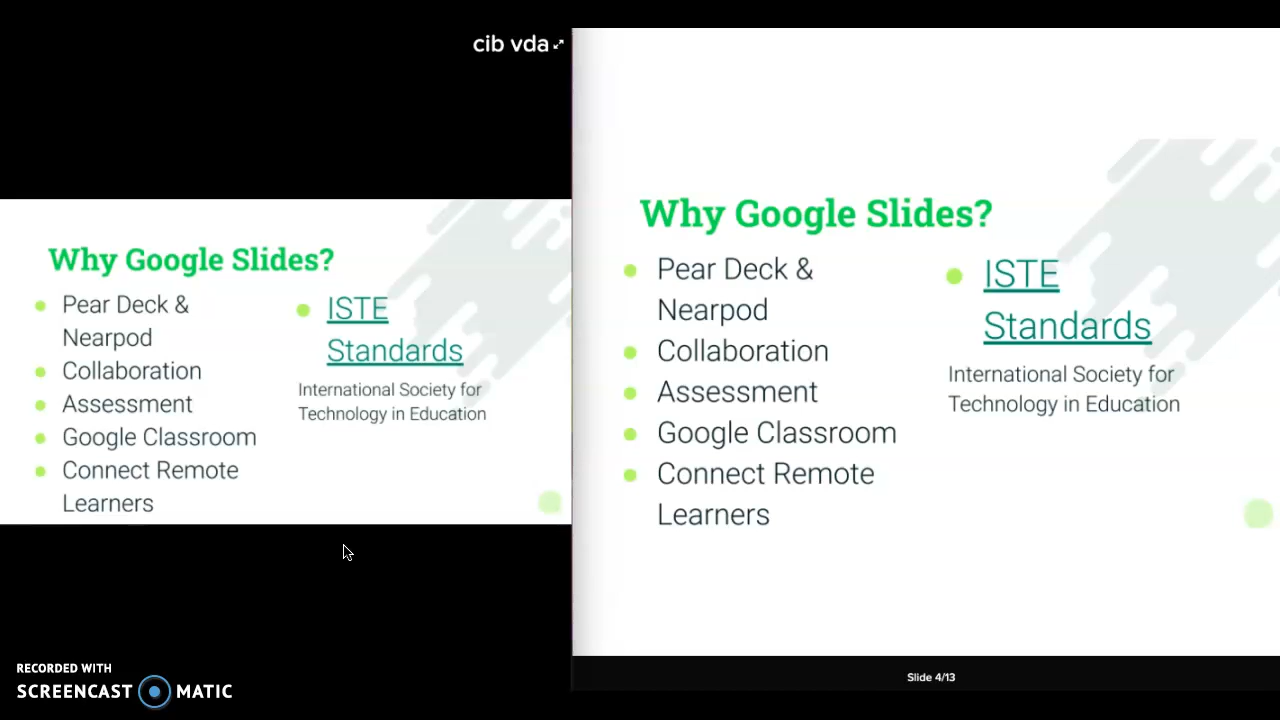 cib vda
Why Google Slides?
Pear Deck &
Nearpod
Collaboration
Assessment
Google Classroom
Connect Remote
Learners
ISTE
Standards
International Society for
Technology in Education
Why Google Slides?
Pear Deck &
Nearpod
Collaboration
Assessment
Google Classroom
Connect Remote
Learners
ISTE
Standards
International Society for
Technology in Education
Slide 4/13
RECORDED WITH
SCREENCAST MATIC